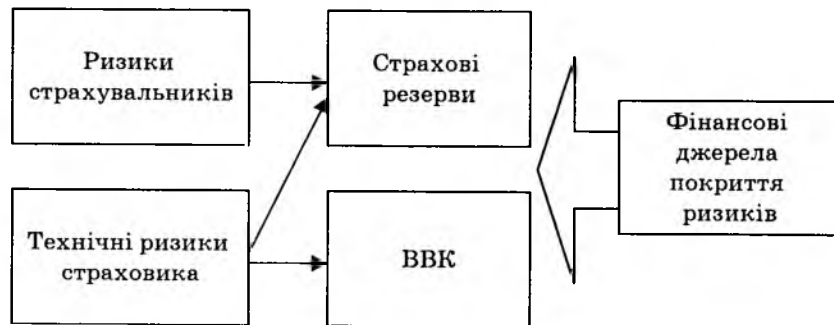 Ризики
страхувальників
Страхові
резерви
Фінансові
джерела
покриття
ризиків
Технічні ризики
страховика
ВВК